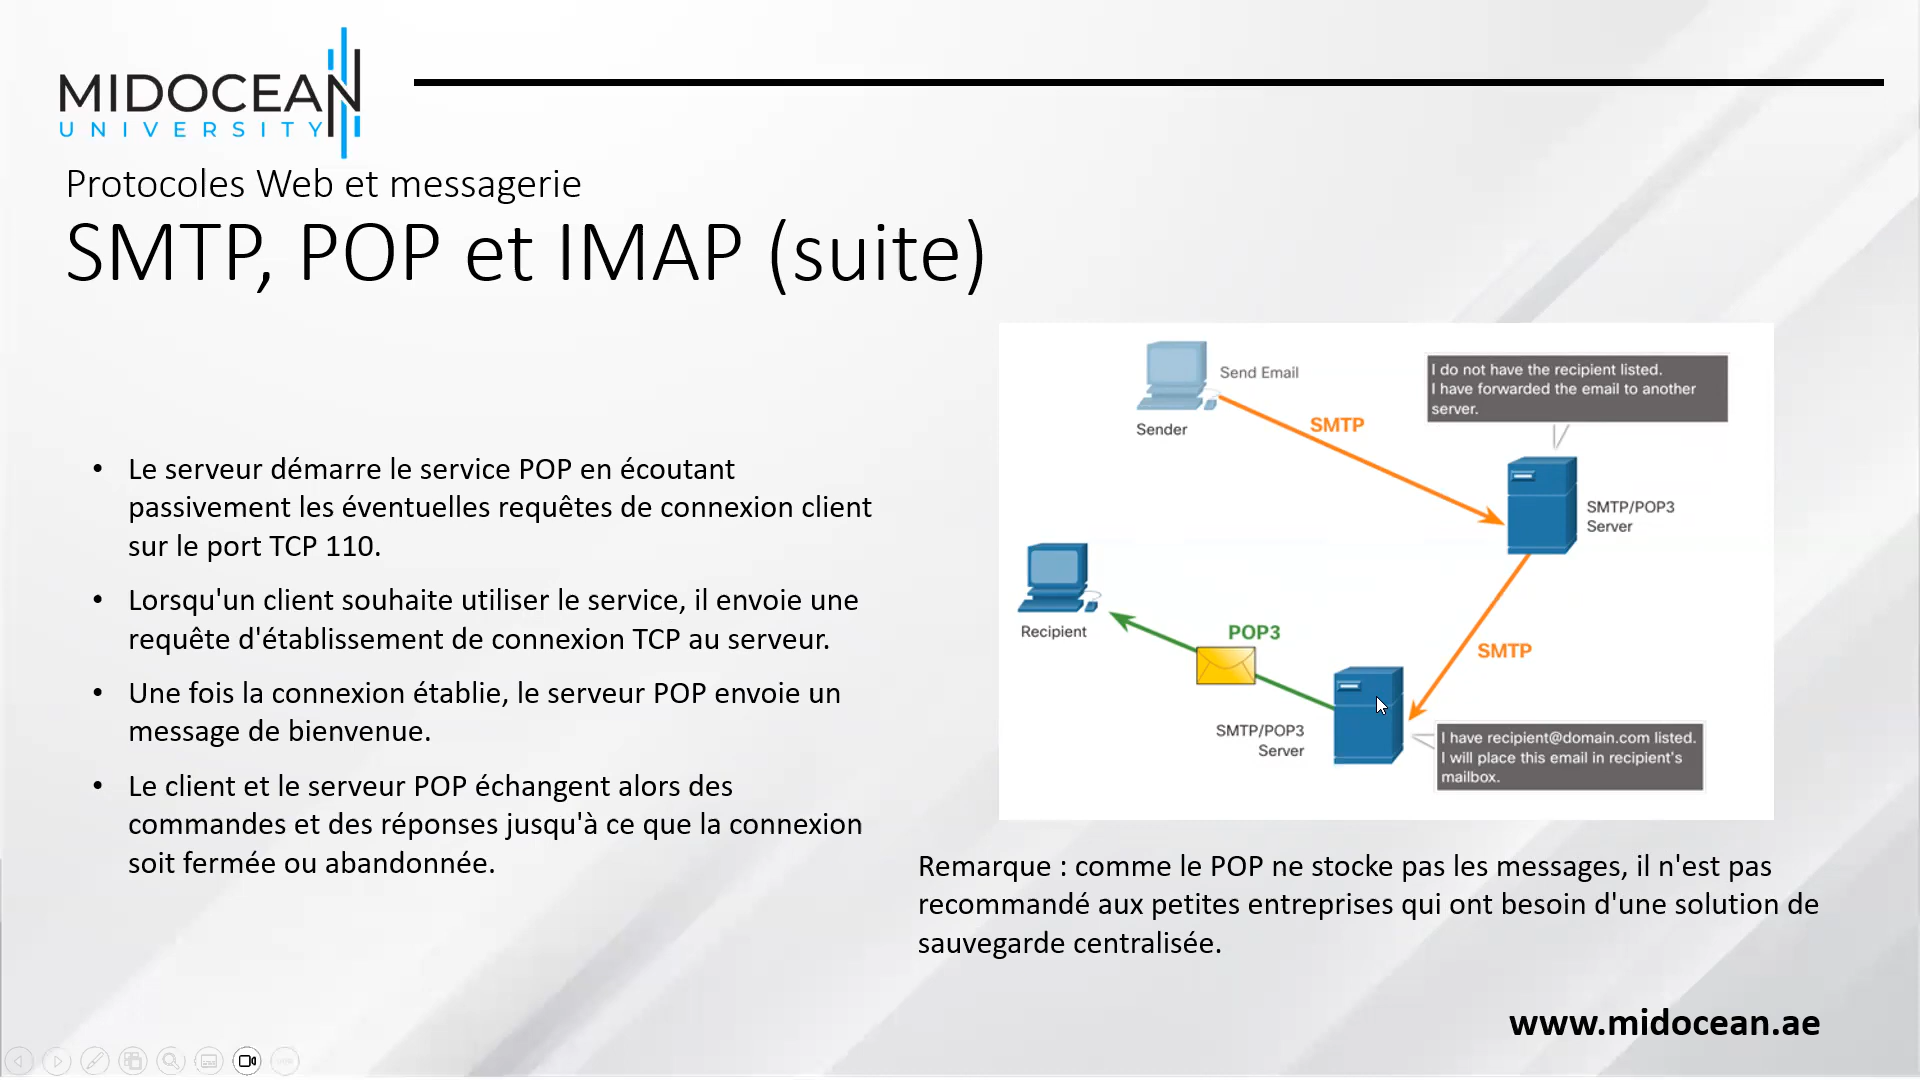 MIDOCEAN
UNIVERSITY
Protocoles Web et messagerie
SMTP, POP et IMAP (suite)
Le serveur démarre le service POP en écoutant
passivement les éventuelles requêtes de connexion client
sur le port TCP 110.
Lorsqu'un client souhaite utiliser le service, il envoie une
requête d'établissement de connexion TCP au serveur.
Une fois la connexion établie, le serveur POP envoie un
message de bienvenue.
Le client et le serveur POP échangent alors des
commandes et des réponses jusqu'à ce que la connexion
soit fermée ou abandonnée.
Send Email
Sender
SMTP
I do not have the recipient listed.
I have forwarded the email to another
server.
SMTP/POP3
Server
Recipient
POP3
SMTP
SMTP/POP3
Server
I have recipient@domain.com listed.
I will place this email in recipient's
mailbox.
Remarque : comme le POP ne stocke pas les messages, il n'est pas
recommandé aux petites entreprises qui ont besoin d'une solution de
sauvegarde centralisée.
www.midocean.ae